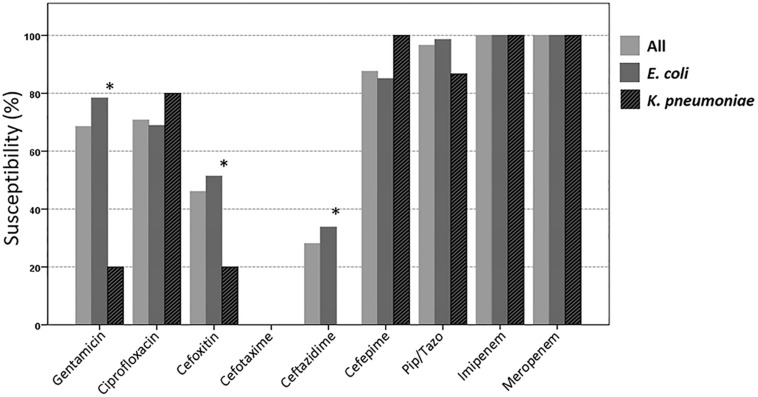 Susceptibility (%)
100
80
60
40
20
0
*
*
*
Gentamicin
Ciprofloxacin
Cefoxitin
Cefotaxime
Ceftazidime
Cefepime
Pip/Tazo
Imipenem
Meropenem
All
E. coli
K. pneumoniae